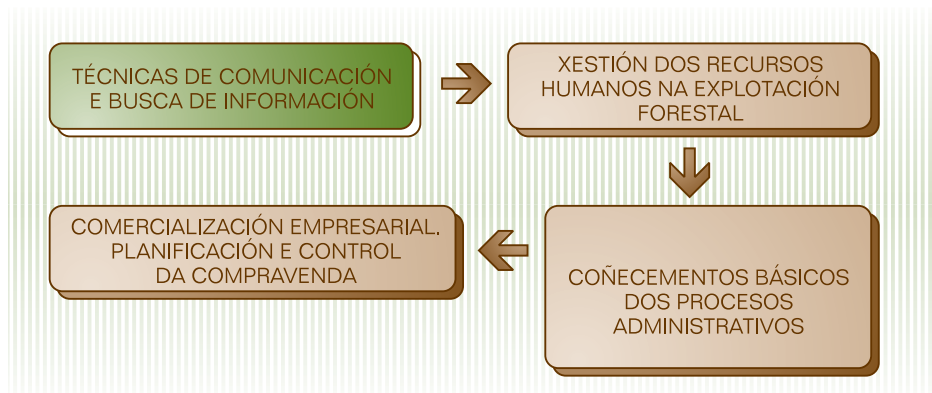 TÉCNICAS DE COMUNICACIÓN
E BUSCA DE INFORMACIÓN
XESTIÓN DOS RECURSOS
HUMANOS NA EXPLOTACIÓN
FORESTAL
COÑECEMENTOS BÁSICOS
DOS PROCESOS
ADMINISTRATIVOS
COMERCIALIZACIÓN EMPRESARIAL.
PLANIFICACIÓN E CONTROL
DA COMPRAVENDA